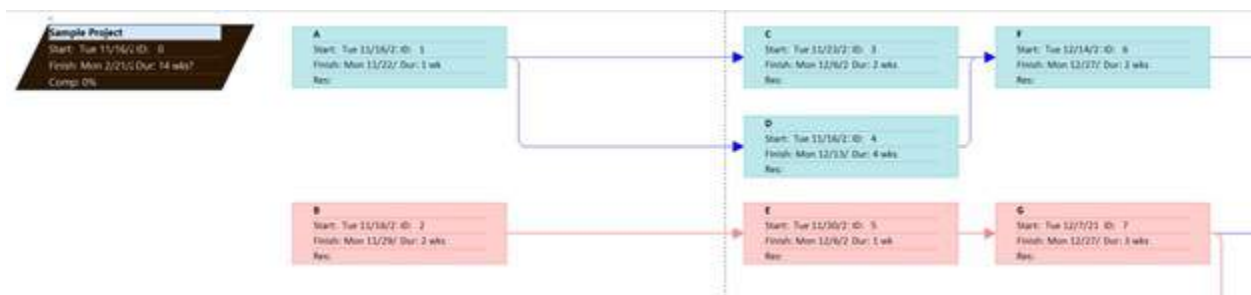 Sample Project
Start: Tue 11/16/2 ID: 0
Finish: Mon 2/21/2 Dur: 14 wks?
Comp: 0%
A
Start: Tue 11/16/2 ID: 1
Finish: Mon 11/22/ Dur: 1 wk
Res:
C
Start: Tue 11/23/2 ID: 3
Finish: Mon 12/6/2 Dur: 2 wks
Res:
F
Start: Tue 12/14/2 ID: 6
Finish: Mon 12/27/ Dur: 2 wks
Res:
D
Start: Tue 11/16/2 ID: 4
Finish: Mon 12/13/ Dur: 4 wks
Res:
B
Start: Tue 11/16/2 ID: 2
Finish: Mon 11/29/ Dur: 2 wks
Res:
E
Start: Tue 11/30/2 ID: 5
Finish: Mon 12/6/2 Dur: 1 wk
Res:
G
Start: Tue 12/7/21 ID: 7
Finish: Mon 12/27/ Dur: 3 wks
Res: